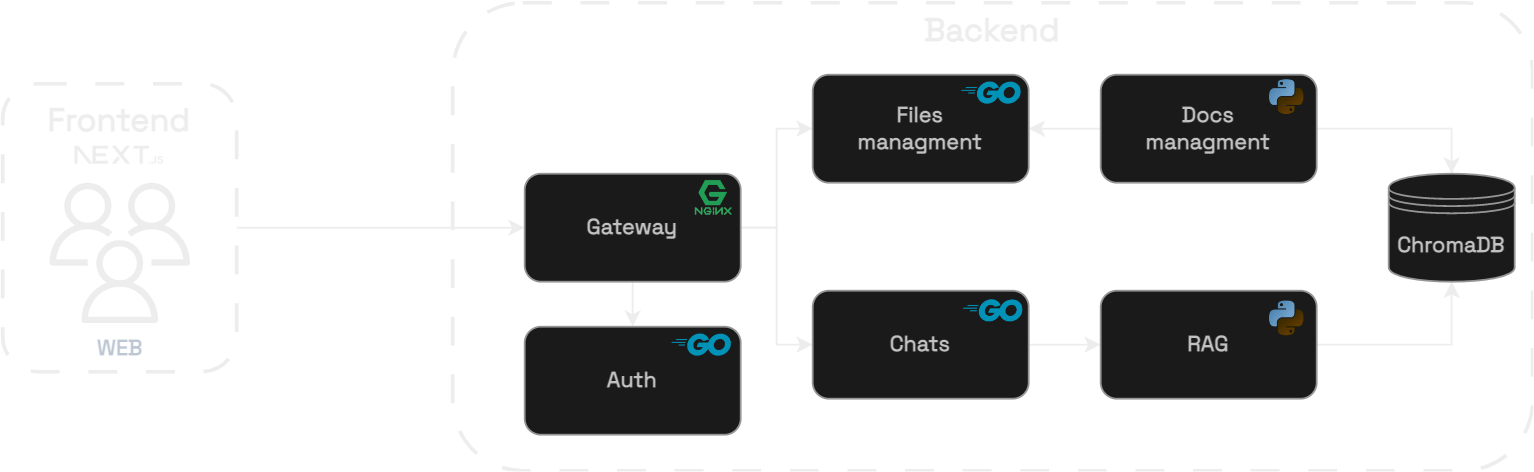 Backend
Frontend
NEXT.JS
WEB
Gateway
NGINX
Auth
GO
Files
managment
GO
Docs
managment
Chats
GO
RAG
ChromaDB